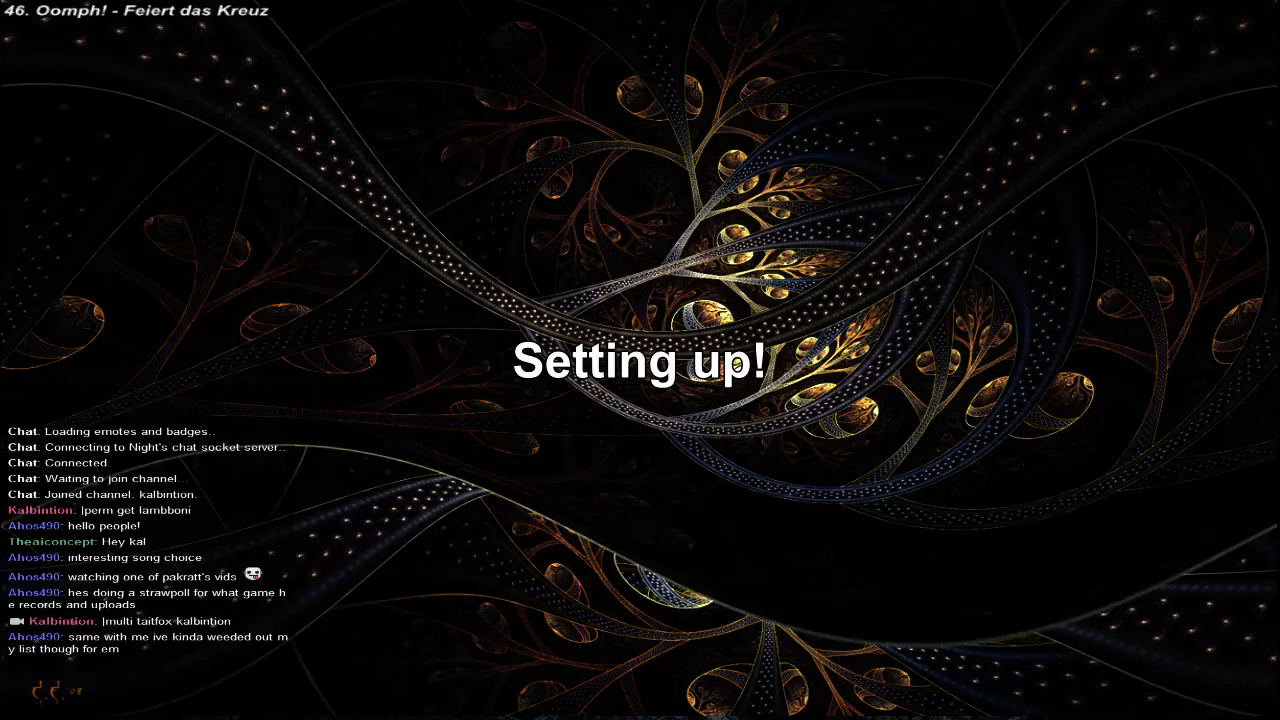 46. Oomph! - Feiert das Kreuz
Setting up!
Chat: Loading emotes and badges..
Chat: Connecting to Night's chat socket server..
Chat: Connected
Chat: Waiting to join channel...
Chat: Joined channel: kalbintion.
Kalbintion: |perm get lambboni
Ahos490: hello people!
Theaiconcept: Hey kal
Ahos490: interesting song choice
Ahos490: watching one of pakratt's vids
Ahos490: hes doing a strawpoll for what game h
e records and uploads
Kalbintion: |multi taitfox kalbintion
Ahos490: same with me ive kinda weeded out m
y list though for em